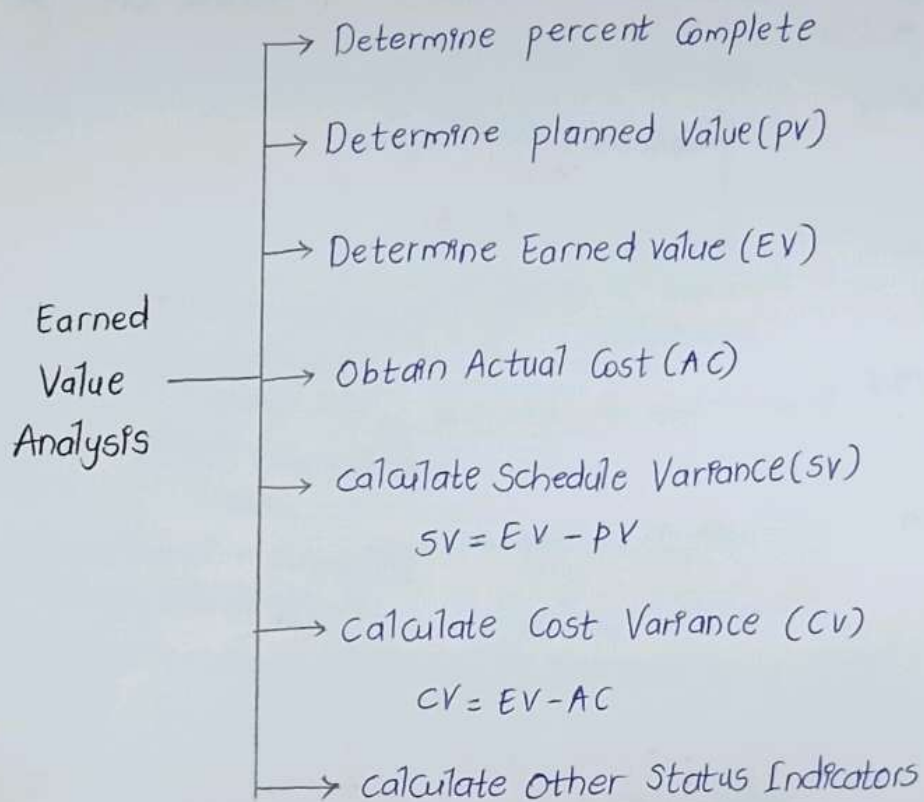 Determine percent Complete
Determine planned Value (pv)
Determine Earned value (EV)
Earned
Value
Analysis
Obtain Actual Cost (AC)
Calculate Schedule Variance (SV)
SV = EV - PV
Calculate Cost Variance (CV)
CV = EV - AC
Calculate Other Status Indicators